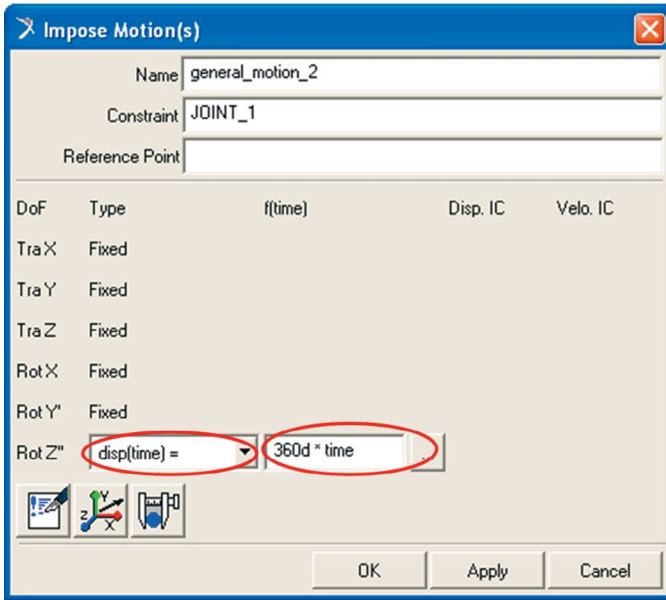 Impose Motion(s)
Name general_motion_2
Constraint JOINT_1
Reference Point
DoF Type f(time) Disp. IC Velo. IC
Tra X Fixed
Tra Y Fixed
Tra Z Fixed
Rot X Fixed
Rot Y' Fixed
Rot Z'' disp(time) = 360d * time ...
z Y X
OK Apply Cancel